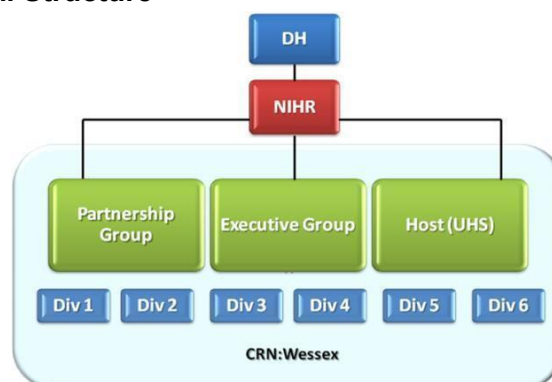 Structure
DH
NIHR
Partnership
Group
Executive Group
Host (UHS)
Div 1
Div 2
Div 3
Div 4
Div 5
Div 6
CRN:Wessex